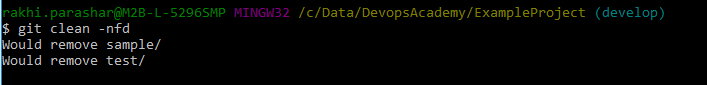 rakhi.parashar@M2B-L-5296SMP MINGW32 /c/Data/DevopsAcademy/ExampleProject (develop)
$ git clean -nfd
Would remove sample/
Would remove test/